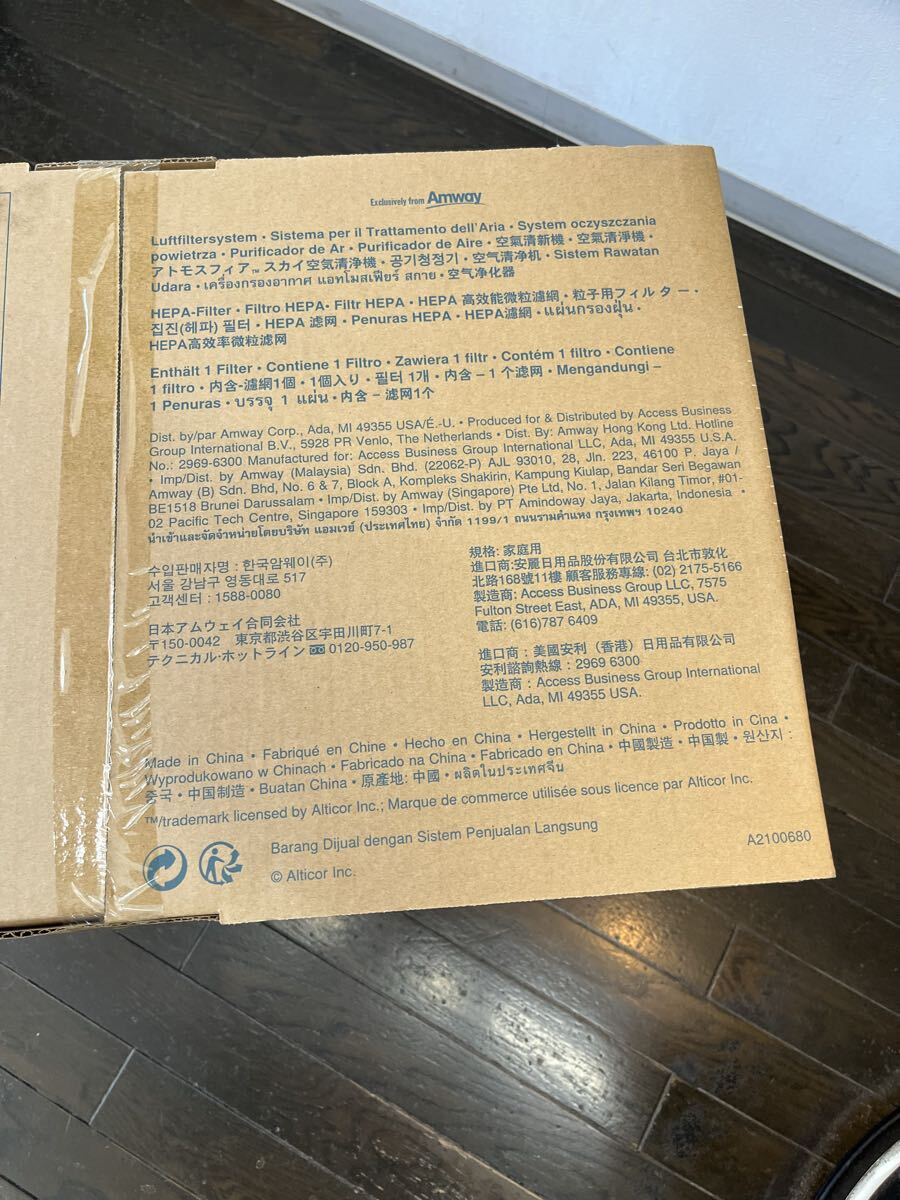 Exclusively from Amway
Luftfiltersystem • Sistema per il Trattamento dell'Aria • System oczyszczania
powietrza • Purificador de Ar • Purificador de Aire • 空氣清新機 • 空氣清淨機 •
アトモスフィア™ スカイ空気清浄機 • 공기청정기 • 空气清净机 • Sistem Rawatan
Udara • เครื่องกรองอากาศ แอทโมสเฟียร์ สกาย • 空气净化器
HEPA-Filter • Filtro HEPA • Filtr HEPA • HEPA 高效能微粒濾網 • 粒子用フィルター •
집진(헤파) 필터 • HEPA 滤网 • Penuras HEPA • HEPA濾網 • แผ่นกรองฝุ่น •
HEPA高效率微粒滤网
Enthält 1 Filter • Contiene 1 Filtro • Zawiera 1 filtr • Contém 1 filtro • Contiene
1 filtro • 内含-濾網1個 • 1個入り • 필터 1개 • 内含 – 1 个滤网 • Mengandungi –
1 Penuras • บรรจุ 1 แผ่น • 内含 – 滤网1个
Dist. by/par Amway Corp., Ada, MI 49355 USA/É.-U. • Produced for & Distributed by Access Business
Group International B.V., 5928 PR Venlo, The Netherlands • Dist. By: Amway Hong Kong Ltd. Hotline
No.: 2969-6300 Manufactured for: Access Business Group International LLC, Ada, MI 49355 U.S.A.
• Imp/Dist. by Amway (Malaysia) Sdn. Bhd. (22062-P) AJL 93010, 28, Jln. 223, 46100 P. Jaya /
Amway (B) Sdn. Bhd, No. 6 & 7, Block A, Kompleks Shakirin, Kampung Kiulap, Bandar Seri Begawan
BE1518 Brunei Darussalam • Imp/Dist. by Amway (Singapore) Pte Ltd, No. 1, Jalan Kilang Timor, #01-
02 Pacific Tech Centre, Singapore 159303 • Imp/Dist. by PT Amindoway Jaya, Jakarta, Indonesia •
นำเข้าและจัดจำหน่ายโดยบริษัท แอมเวย์ (ประเทศไทย) จำกัด 1199/1 ถนนรามคำแหง กรุงเทพฯ 10240
수입판매자명 : 한국암웨이(주)
서울 강남구 영동대로 517
고객센터 : 1588-0080
日本アムウェイ合同会社
〒150-0042 東京都渋谷区宇田川町7-1
テクニカル・ホットライン 0120-950-987
規格: 家庭用
進口商:安麗日用品股份有限公司 台北市敦化
北路168號11樓 顧客服務專線: (02) 2175-5166
製造商: Access Business Group LLC, 7575
Fulton Street East, ADA, MI 49355, USA.
電話: (616)787 6409
進口商 : 美國安利（香港）日用品有限公司
安利諮詢熱線 : 2969 6300
製造商 : Access Business Group International
LLC, Ada, MI 49355 USA.
Made in China • Fabriqué en Chine • Hecho en China • Hergestellt in China • Prodotto in Cina •
Wyprodukowano w Chinach • Fabricado na China • Fabricado en China • 中國製造 • 中国製 • 원산지 :
중국 • 中国制造 • Buatan China • 原產地: 中國 • ผลิตในประเทศจีน
™/trademark licensed by Alticor Inc.; Marque de commerce utilisée sous licence par Alticor Inc.
Barang Dijual dengan Sistem Penjualan Langsung
A2100680
© Alticor Inc.